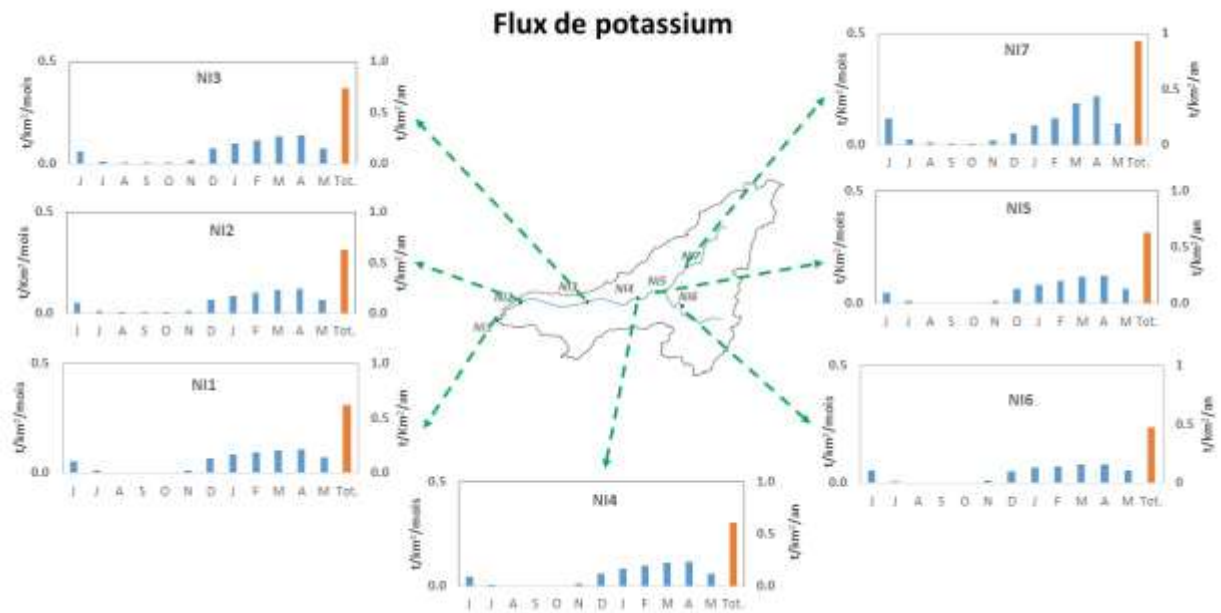 Flux de potassium
0.5
1.0
NI3
t/km²/mois
0.5
t/km²/an
0.0
0.0
J J A S O N D J F M A M Tot.
0.5
1.0
NI2
t/km²/mois
0.5
t/km²/an
0.0
0.0
J J A S O N D J F M A M Tot.
0.5
1.0
NI1
t/km²/mois
0.5
t/Km²/an
0.0
0.0
J J A S O N D J F M A M Tot.
0.5
1.0
NI4
t/km²/mois
0.5
t/km²/an
0.0
0.0
J J A S O N D J F M A M Tot.
NI1
NI2
NI3
NI4
NI5
NI6
NI7
0.5
1
NI7
t/Km²/mois
0.5
t/km²/an
0.0
0
J J A S O N D J F M A M Tot.
0.5
1.0
NI5
t/km²/mois
0.5
t/km²/an
0.0
0.0
J J A S O N D J F M A M Tot.
0.5
1
NI6
t/km²/mois
0.5
t/km²/an
0.0
0
J J A S O N D J F M A M Tot.